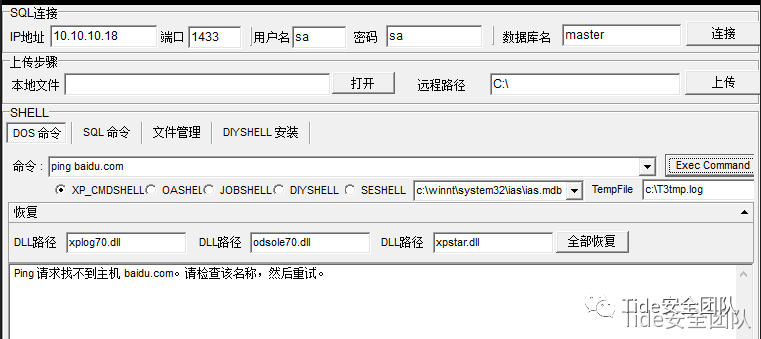 SQL连接
IP地址 10.10.10.18 端口 1433 用户名 sa 密码 sa 数据库名 master 连接
上传步骤
本地文件 打开 远程路径 C:\ 上传
SHELL
DOS 命令 SQL 命令 文件管理 DIYSHELL 安装
命令: ping baidu.com Exec Command
XP_CMDSHELL OASHEL JOBSHELL DIYSHELL SESHELL c:\winnt\system32\ias\ias.mdb TempFile c:\T3tmp.log
恢复
DLL路径 xplog70.dll DLL路径 odsole70.dll DLL路径 xpstar.dll 全部恢复
Ping 请求找不到主机 baidu.com。请检查该名称，然后重试。
Tide安全团队
Tide安全团队